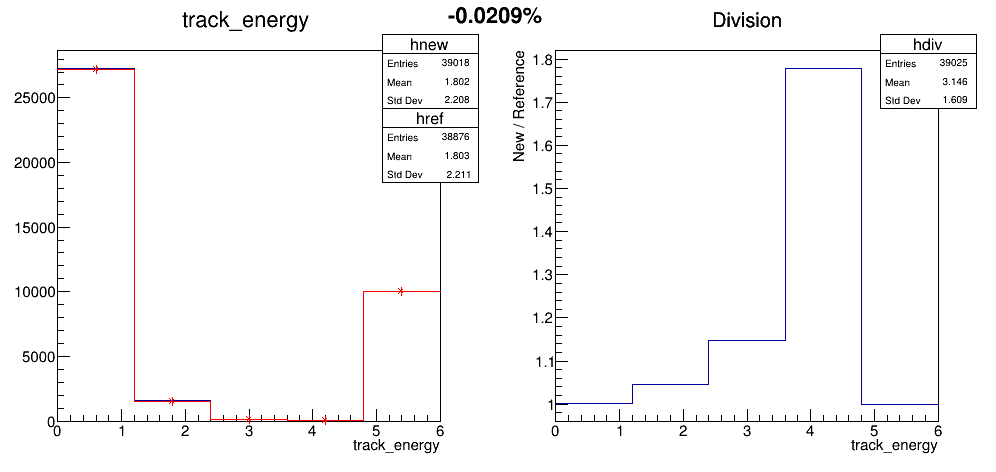 -0.0209%
track_energy
hnew
Entries 39018
Mean 1.802
Std Dev 2.208
href
Entries 38876
Mean 1.803
Std Dev 2.211
25000
20000
15000
10000
5000
0
0 1 2 3 4 5 6
track_energy
Division
hdiv
Entries 39025
Mean 3.146
Std Dev 1.609
New / Reference
1.8
1.7
1.6
1.5
1.4
1.3
1.2
1.1
1
0 1 2 3 4 5 6
track_energy